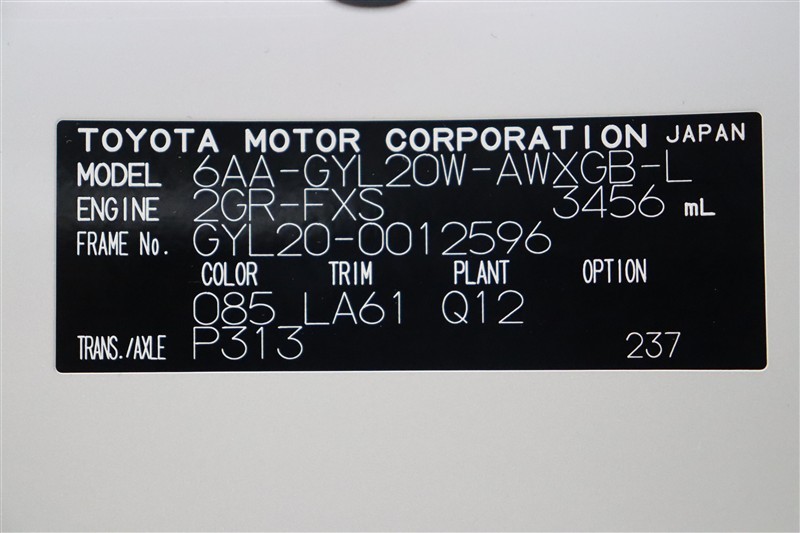 TOYOTA MOTOR CORPORATION JAPAN
MODEL 6AA-GYL20W-AWXGB-L
ENGINE 2GR-FXS 3456 mL
FRAME No. GYL20-0012596
COLOR TRIM PLANT OPTION
085 LA61 Q12
TRANS./AXLE P313 237